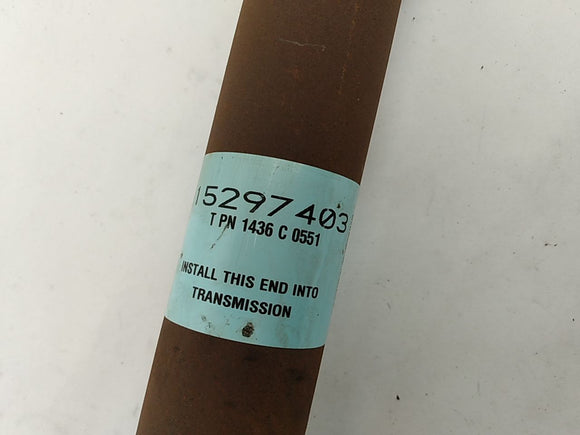 15297403
T PN 1436 C 0551
INSTALL THIS END INTO
TRANSMISSION